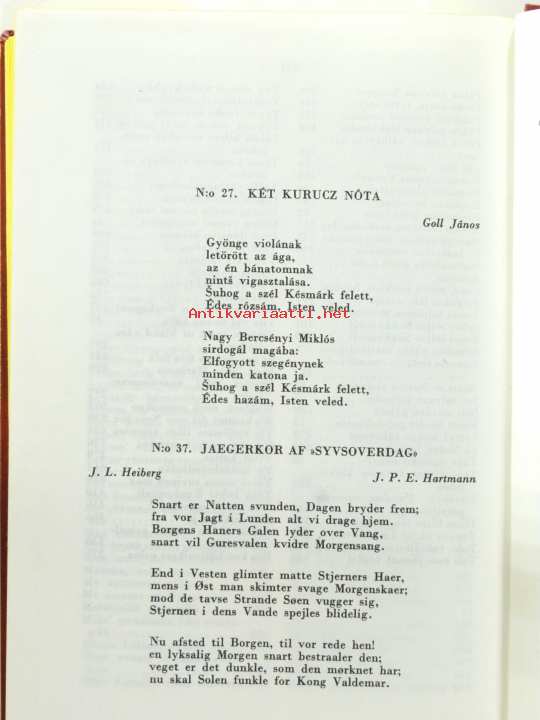 N:o 27. KÉT KURUCZ NÓTA
Goll János
Gyönge violának
letörött az ága,
az én bánatomnak
nintš vigasztalása.
Šuhog a szél Késmárk felett,
Édes rózsám, Isten veled.
Antikvariaatti.net
Nagy Bercsényi Miklós
sirdogál magába:
Elfogyott szegénynek
minden katona ja.
Šuhog a szél Késmárk felett,
Édes hazám, Isten veled.
N:o 37. JAEGERKOR AF »SYVSOVERDAG»
J. L. Heiberg
J. P. E. Hartmann
Snart er Natten svunden, Dagen bryder frem;
fra vor Jagt i Lunden alt vi drage hjem.
Borgens Haners Galen lyder over Vang,
snart vil Guresvalen kvidre Morgensang.
End i Vesten glimter matte Stjerners Haer,
mens i Øst man skimter svage Morgenskaer;
mod de tavse Strande Søen vugger sig,
Stjernen i dens Vande spejles blidelig.
Nu afsted til Borgen, til vor rede hen!
en lyksalig Morgen snart bestraaler den;
veget er det dunkle, som den mørknet har;
nu skal Solen funkle for Kong Valdemar.